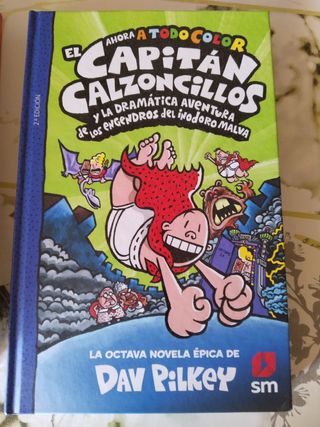 AHORA A TODO COLOR
EL CAPITÁN
CALZONCILLOS
Y LA DRAMÁTICA AVENTURA
de LOS ENGENDROS del INODORO MALVA
2.ª EDICIÓN
LA OCTAVA NOVELA ÉPICA DE
DAV PILKEY
sm